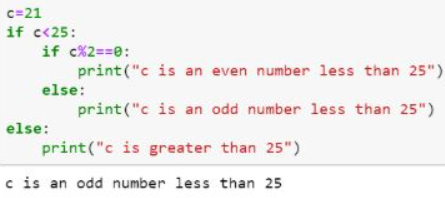 c=21
if c<25:
    if c%2==0:
        print("c is an even number less than 25")
    else:
        print("c is an odd number less than 25")
else:
    print("c is greater than 25")
c is an odd number less than 25